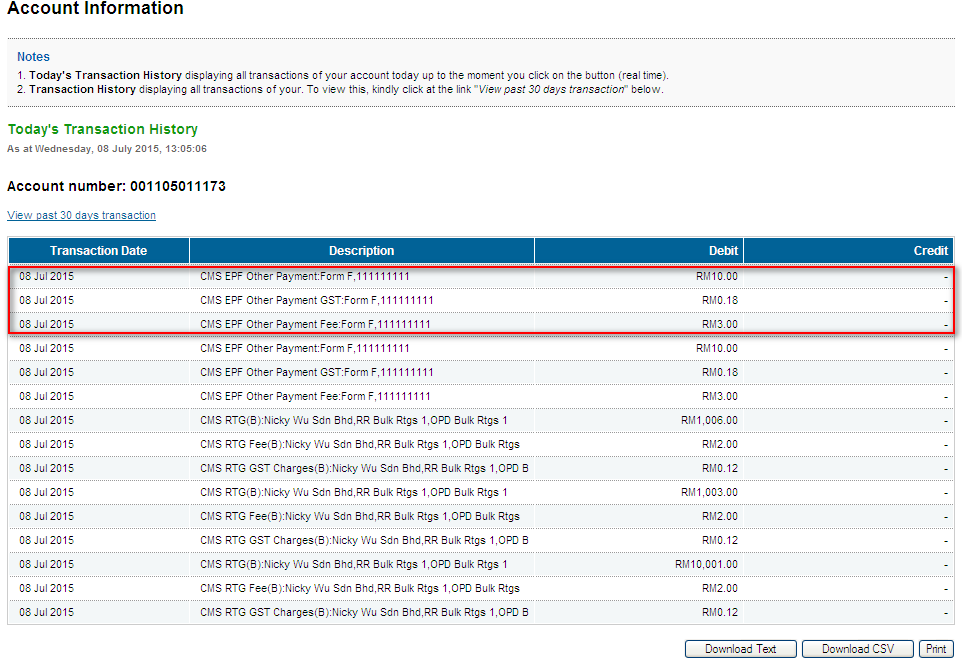 Account Information
Notes
1. Today's Transaction History displaying all transactions of your account today up to the moment you click on the button (real time).
2. Transaction History displaying all transactions of your. To view this, kindly click at the link "View past 30 days transaction" below.
Today's Transaction History
As at Wednesday, 08 July 2015, 13:05:06
Account number: 001105011173
View past 30 days transaction
Transaction Date Description Debit Credit
08 Jul 2015 CMS EPF Other Payment:Form F,111111111 RM10.00 -
08 Jul 2015 CMS EPF Other Payment GST:Form F,111111111 RM0.18 -
08 Jul 2015 CMS EPF Other Payment Fee:Form F,111111111 RM3.00 -
08 Jul 2015 CMS EPF Other Payment:Form F,111111111 RM10.00 -
08 Jul 2015 CMS EPF Other Payment GST:Form F,111111111 RM0.18 -
08 Jul 2015 CMS EPF Other Payment Fee:Form F,111111111 RM3.00 -
08 Jul 2015 CMS RTG(B):Nicky Wu Sdn Bhd,RR Bulk Rtgs 1,OPD Bulk Rtgs 1 RM1,006.00 -
08 Jul 2015 CMS RTG Fee(B):Nicky Wu Sdn Bhd,RR Bulk Rtgs 1,OPD Bulk Rtgs RM2.00 -
08 Jul 2015 CMS RTG GST Charges(B):Nicky Wu Sdn Bhd,RR Bulk Rtgs 1,OPD B RM0.12 -
08 Jul 2015 CMS RTG(B):Nicky Wu Sdn Bhd,RR Bulk Rtgs 1,OPD Bulk Rtgs 1 RM1,003.00 -
08 Jul 2015 CMS RTG Fee(B):Nicky Wu Sdn Bhd,RR Bulk Rtgs 1,OPD Bulk Rtgs RM2.00 -
08 Jul 2015 CMS RTG GST Charges(B):Nicky Wu Sdn Bhd,RR Bulk Rtgs 1,OPD B RM0.12 -
08 Jul 2015 CMS RTG(B):Nicky Wu Sdn Bhd,RR Bulk Rtgs 1,OPD Bulk Rtgs 1 RM10,001.00 -
08 Jul 2015 CMS RTG Fee(B):Nicky Wu Sdn Bhd,RR Bulk Rtgs 1,OPD Bulk Rtgs RM2.00 -
08 Jul 2015 CMS RTG GST Charges(B):Nicky Wu Sdn Bhd,RR Bulk Rtgs 1,OPD B RM0.12 -
Download Text Download CSV Print